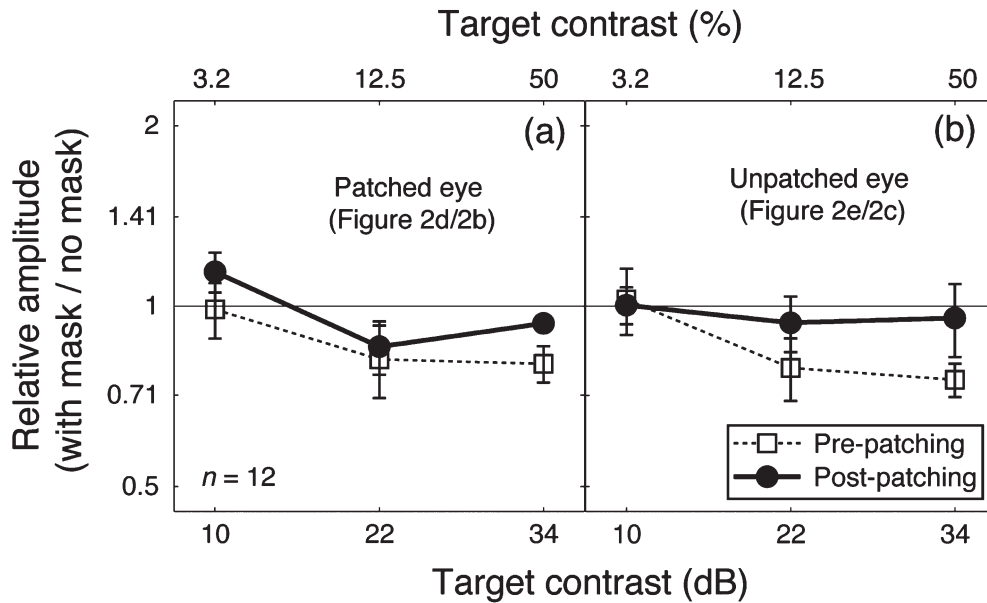 Target contrast (%)
3.2 12.5 50 3.2 12.5 50
Relative amplitude
(with mask / no mask)
2
1.41
1
0.71
0.5
(a)
Patched eye
(Figure 2d/2b)
n = 12
(b)
Unpatched eye
(Figure 2e/2c)
Pre-patching
Post-patching
10 22 34 10 22 34
Target contrast (dB)